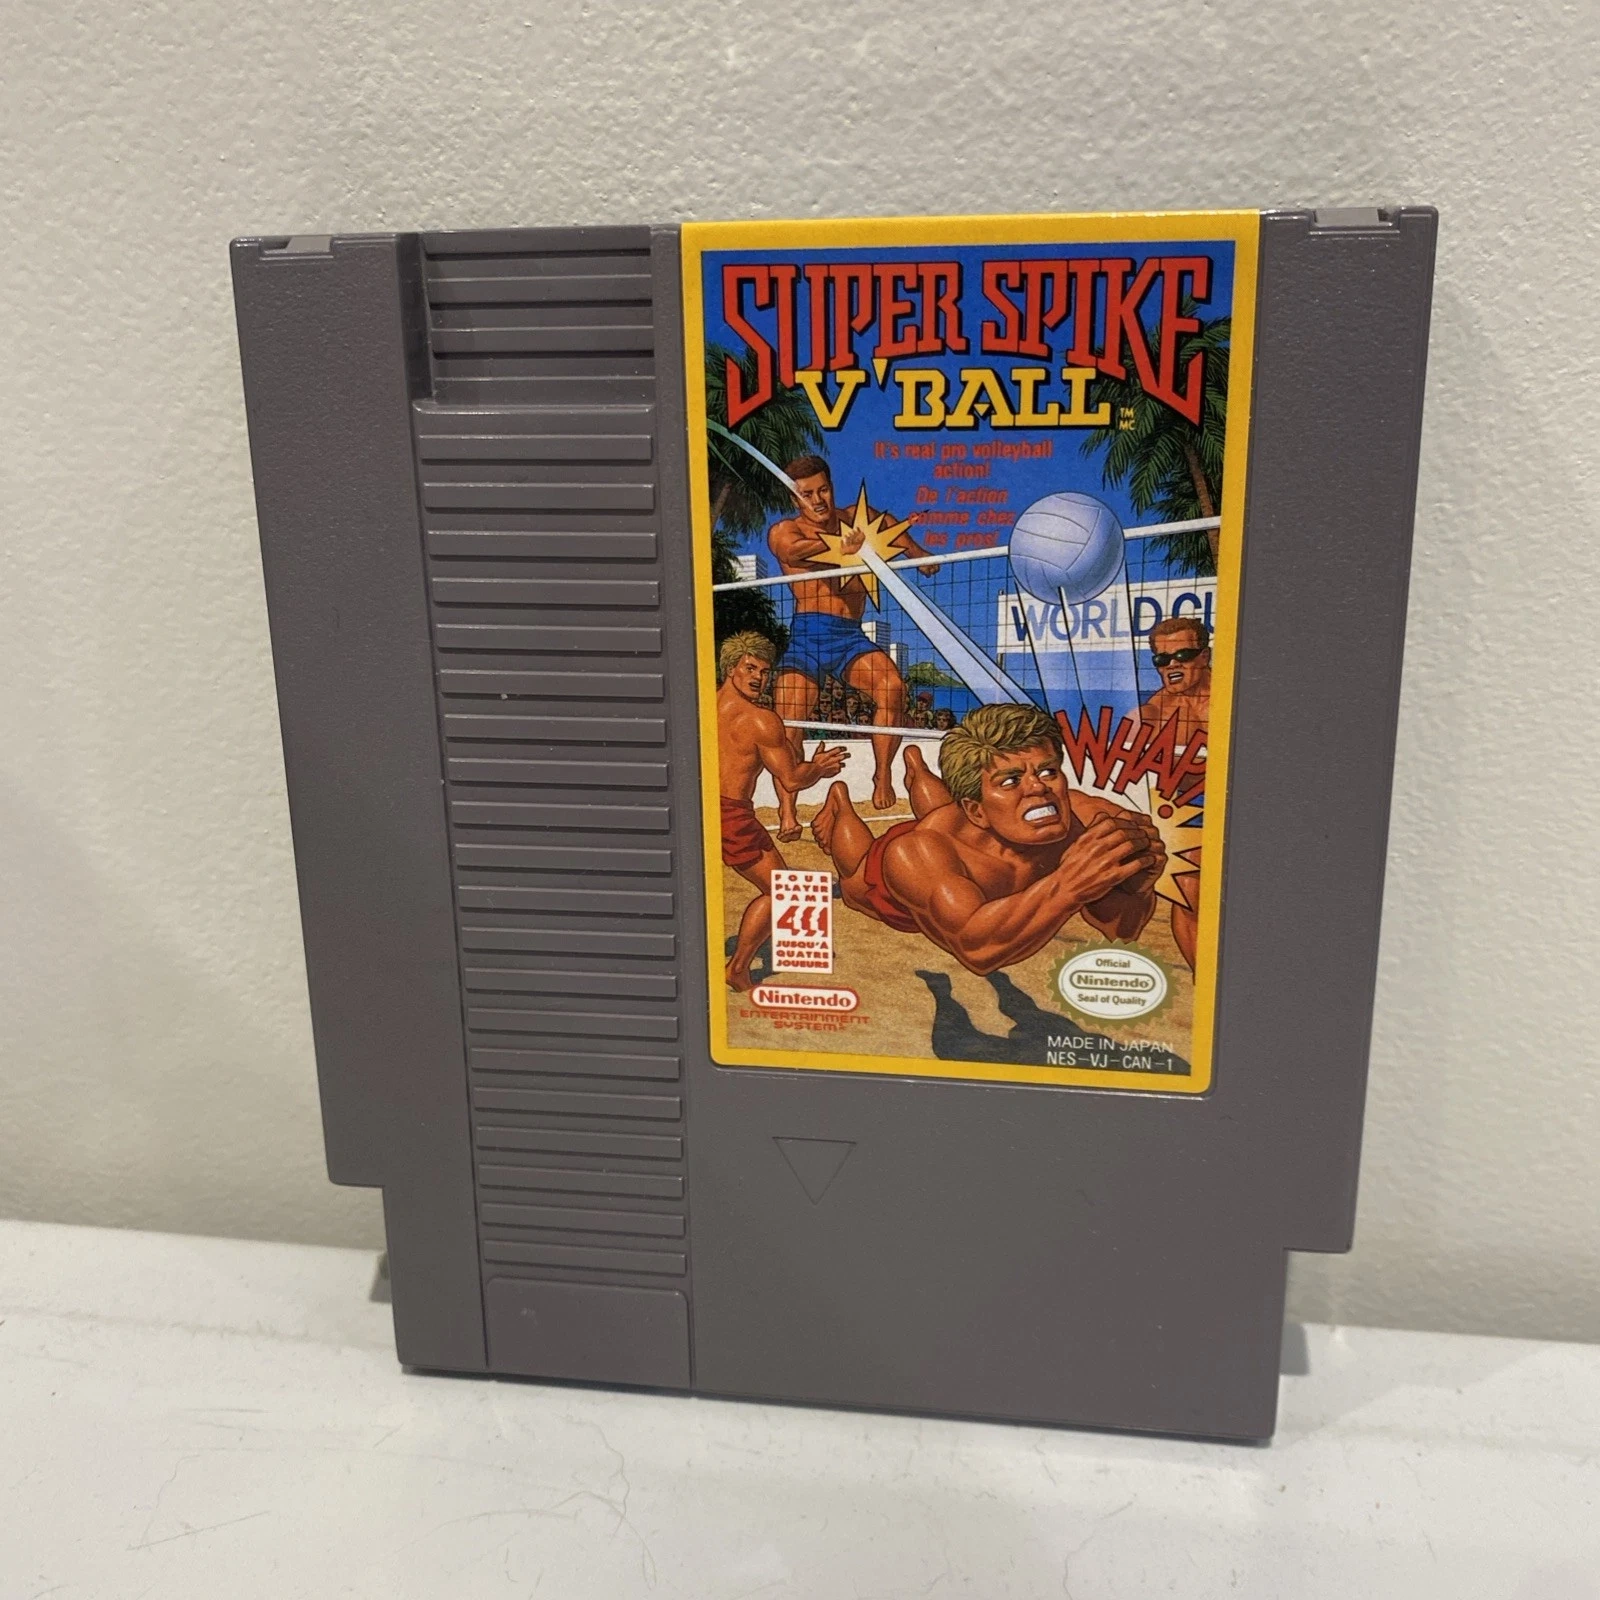 SUPER SPIKE
V'BALL
TM
MC
It's real pro volleyball
action!
De l'action
comme chez
les pros!
WORLD CU
WHAP!
FOUR
PLAYER
GAME
4
JUSQU'À
QUATRE
JOUEURS
Nintendo
ENTERTAINMENT
SYSTEM
Official
Nintendo
Seal of Quality
MADE IN JAPAN
NES-VJ-CAN-1